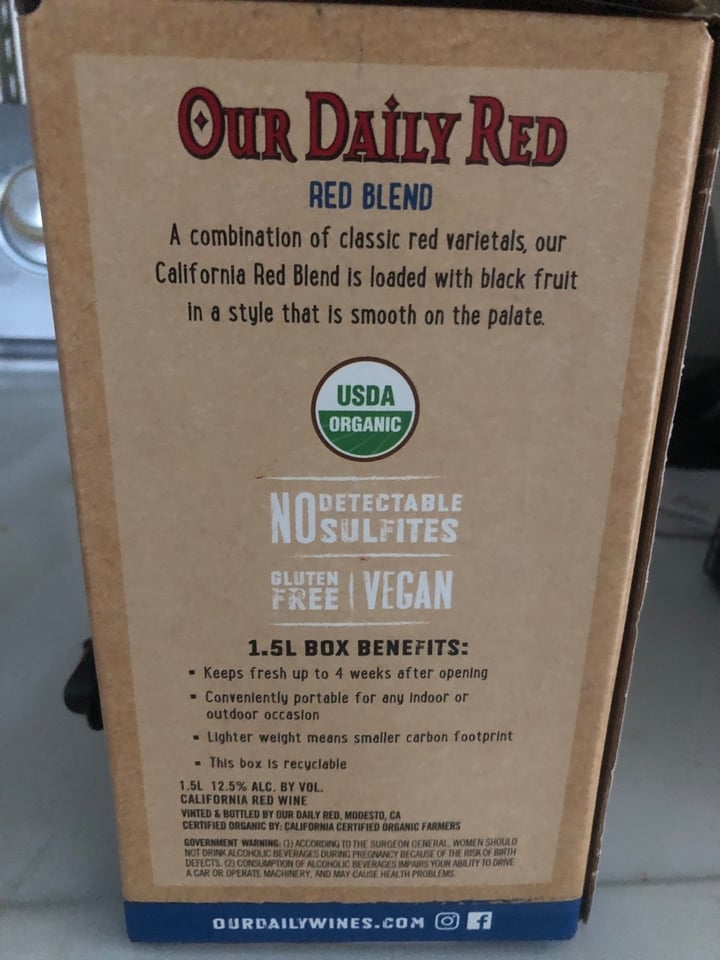 OUR DAILY RED
RED BLEND
A combination of classic red varietals, our
California Red Blend is loaded with black fruit
in a style that is smooth on the palate.
USDA
ORGANIC
NO DETECTABLE
SULFITES
GLUTEN
FREE | VEGAN
1.5L BOX BENEFITS:
▪ Keeps fresh up to 4 weeks after opening
▪ Conveniently portable for any indoor or
outdoor occasion
▪ Lighter weight means smaller carbon footprint
▪ This box is recyclable
1.5L 12.5% ALC. BY VOL.
CALIFORNIA RED WINE
VINTED & BOTTLED BY OUR DAILY RED, MODESTO, CA
CERTIFIED ORGANIC BY: CALIFORNIA CERTIFIED ORGANIC FARMERS
GOVERNMENT WARNING: (1) ACCORDING TO THE SURGEON GENERAL, WOMEN SHOULD
NOT DRINK ALCOHOLIC BEVERAGES DURING PREGNANCY BECAUSE OF THE RISK OF BIRTH
DEFECTS. (2) CONSUMPTION OF ALCOHOLIC BEVERAGES IMPAIRS YOUR ABILITY TO DRIVE
A CAR OR OPERATE MACHINERY, AND MAY CAUSE HEALTH PROBLEMS.
OURDAILYWINES.COM